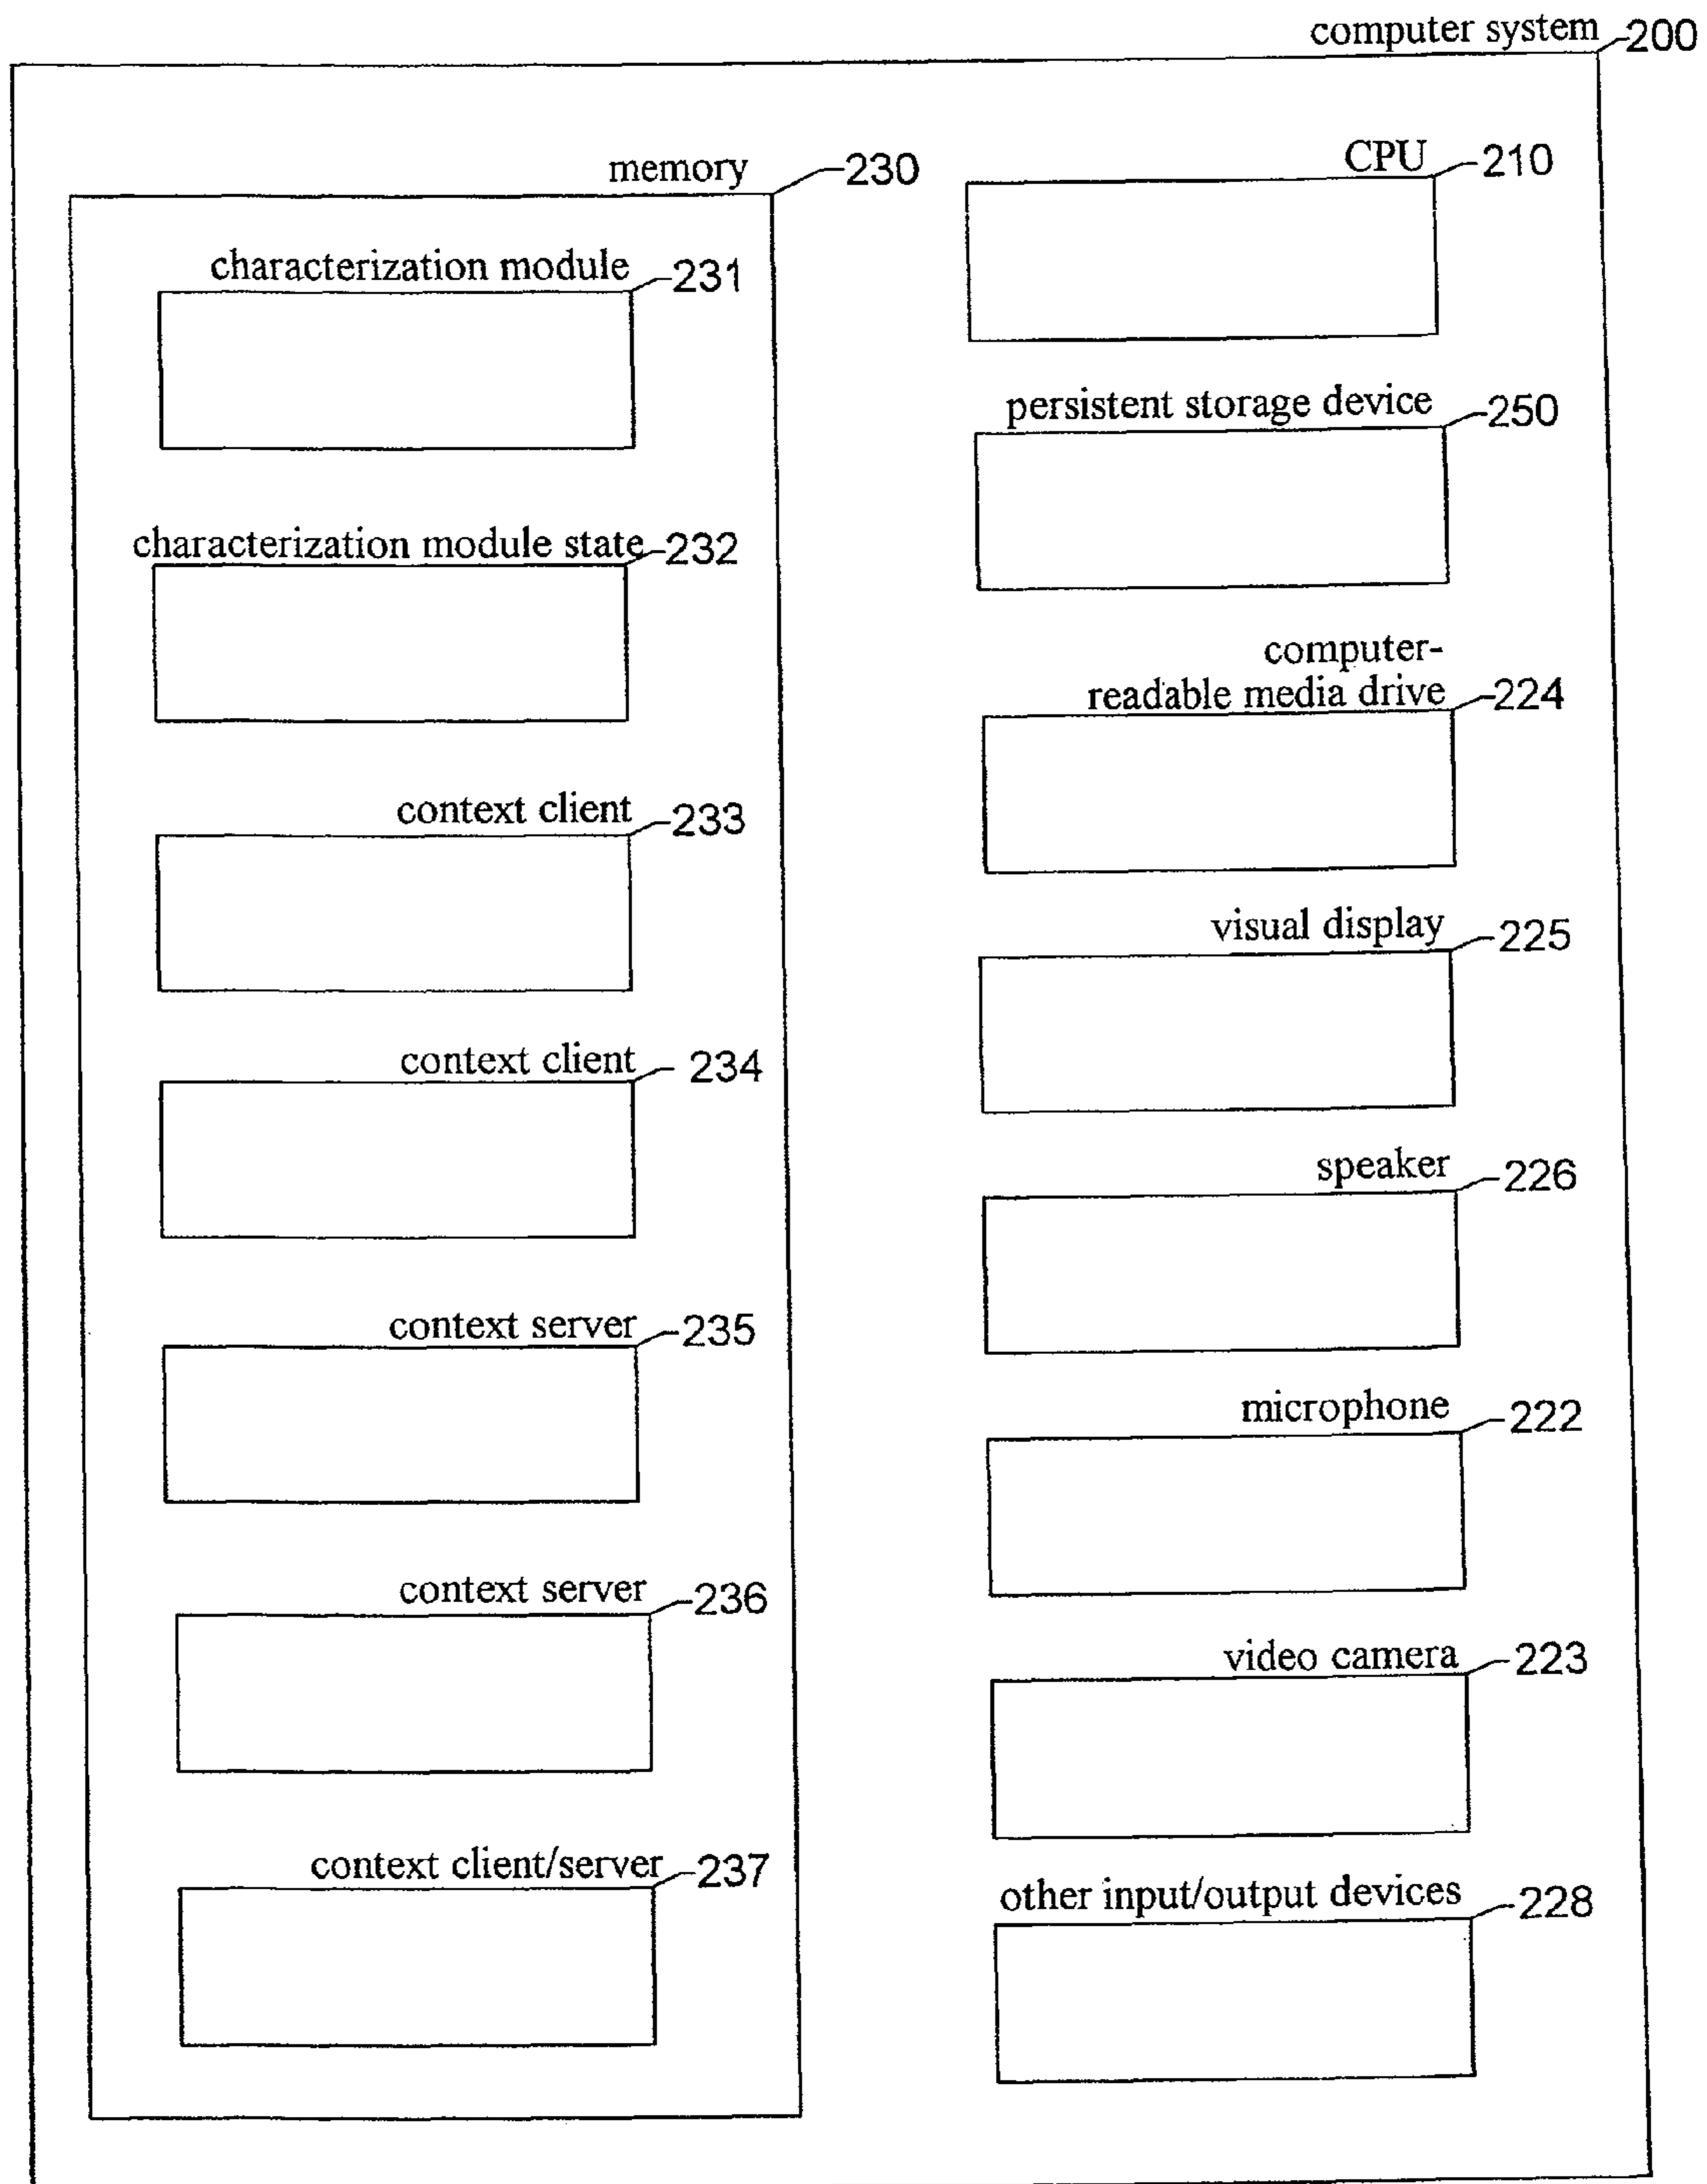 computer system 200
memory 230
characterization module 231
characterization module state 232
context client 233
context client 234
context server 235
context server 236
context client/server 237
CPU 210
persistent storage device 250
computer-
readable media drive 224
visual display 225
speaker 226
microphone 222
video camera 223
other input/output devices 228